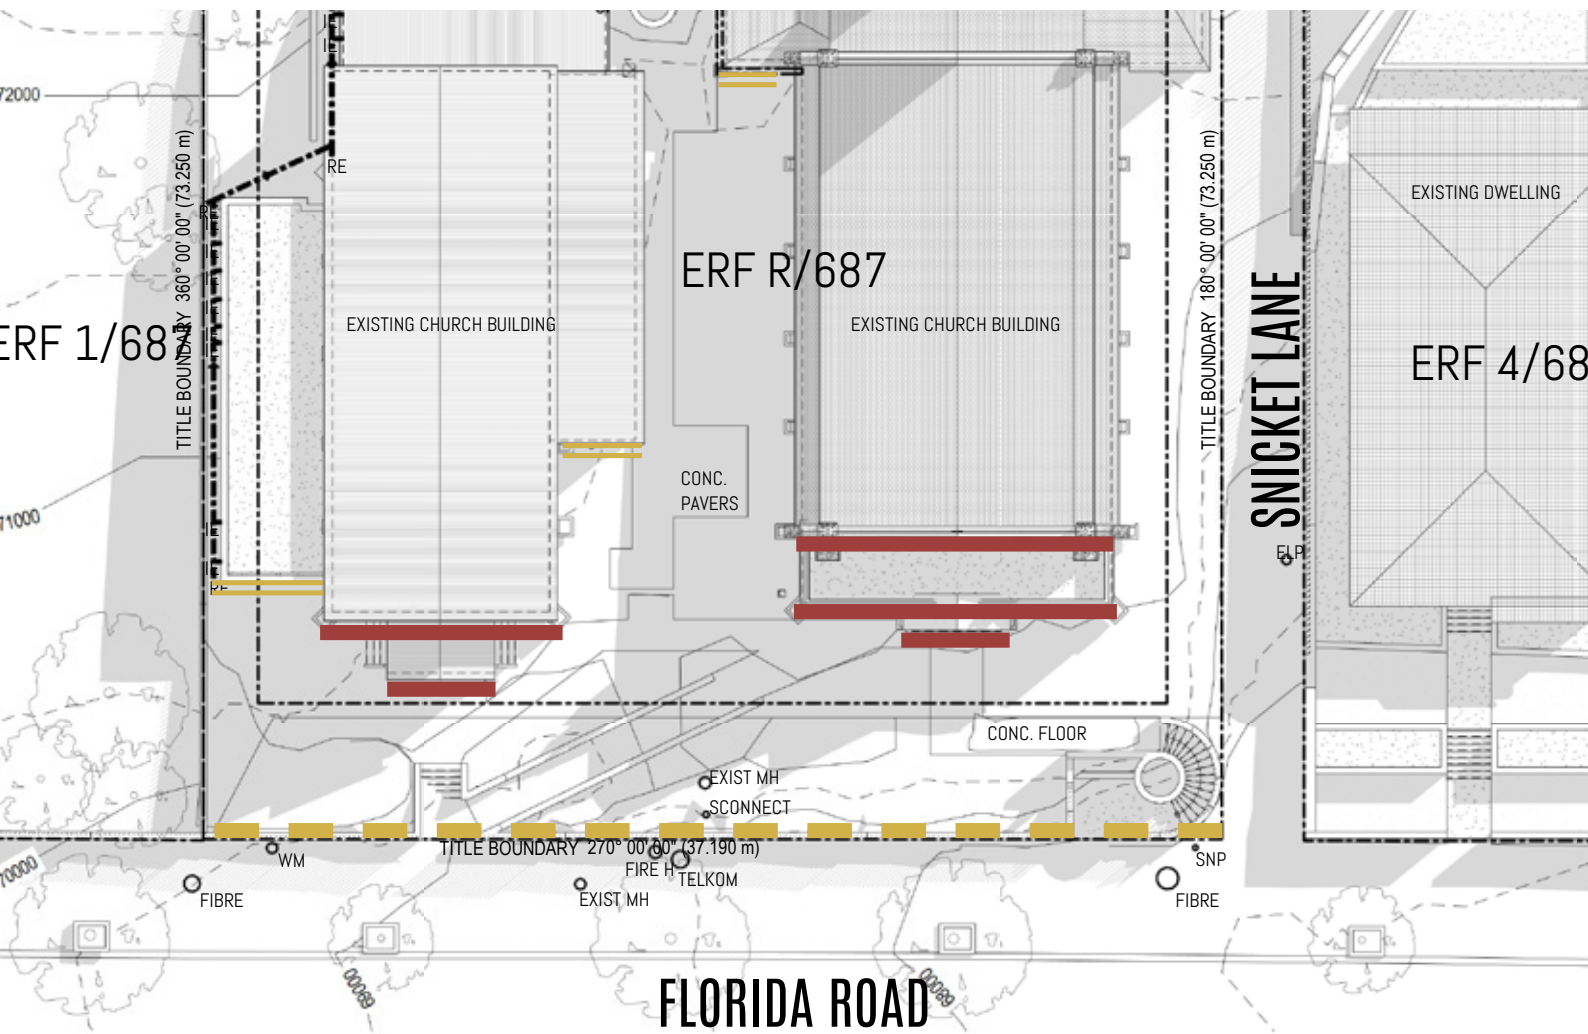 72000
RE
TITLE BOUNDARY 360° 00' 00" (73.250 m)
TITLE BOUNDARY 180° 00' 00" (73.250 m)
EXISTING DWELLING
ERF R/687
ERF 1/687
EXISTING CHURCH BUILDING
EXISTING CHURCH BUILDING
SNICKET LANE
ERF 4/68
CONC.
PAVERS
71000
ELP
RE
CONC. FLOOR
EXIST MH
SCONNECT
TITLE BOUNDARY 270° 00' 00" (37.190 m)
WM
FIRE H
TELKOM
SNP
70000
FIBRE
EXIST MH
FIBRE
69000
68000
FLORIDA ROAD